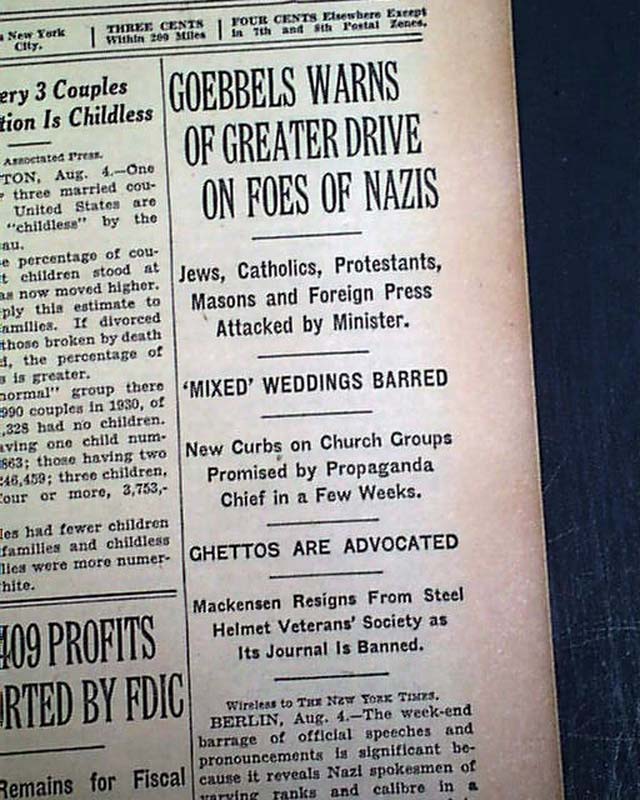 New York
City.
THREE CENTS
Within 200 Miles
FOUR CENTS Elsewhere Except
in 7th and 8th Postal Zones.
ery 3 Couples
tion Is Childless
Associated Press.
TON, Aug. 4.—One
three married cou-
United States are
"childless" by the
au.
e percentage of cou-
t children stood at
as now moved higher.
ply this estimate to
amilies. If divorced
those broken by death
d, the percentage of
s is greater.
normal" group there
990 couples in 1930, of
,328 had no children.
aving one child num-
863; those having two
46,459; three children,
four or more, 3,753,-
les had fewer children
families and childless
lies were more numer-
hite.
409 PROFITS
ORTED BY FDIC
Remains for Fiscal
GOEBBELS WARNS
OF GREATER DRIVE
ON FOES OF NAZIS
Jews, Catholics, Protestants,
Masons and Foreign Press
Attacked by Minister.
'MIXED' WEDDINGS BARRED
New Curbs on Church Groups
Promised by Propaganda
Chief in a Few Weeks.
GHETTOS ARE ADVOCATED
Mackensen Resigns From Steel
Helmet Veterans' Society as
Its Journal Is Banned.
Wireless to THE NEW YORK TIMES.
BERLIN, Aug. 4.—The week-end
barrage of official speeches and
pronouncements is significant be-
cause it reveals Nazi spokesmen of
varying ranks and calibre in a